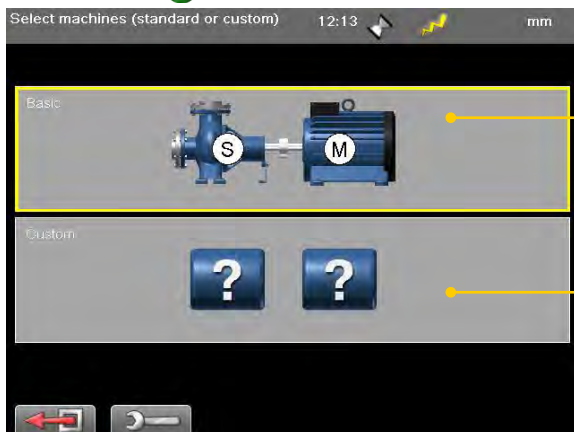 Select machines (standard or custom) 12:13 mm
Basic
S M
Custom
? ?